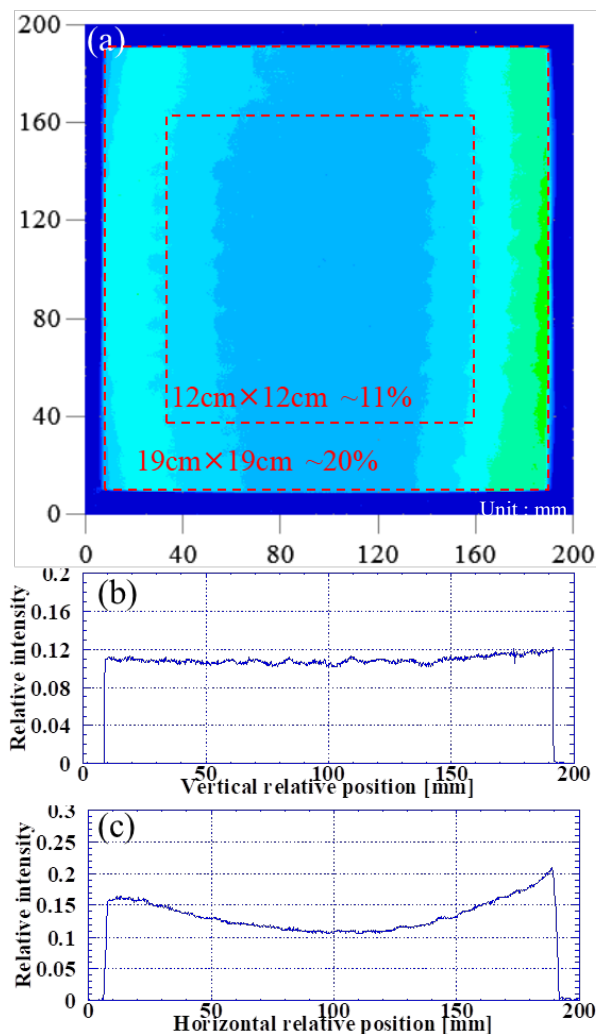 (a)
200
160
120
80
40
0
12cm×12cm ~11%
19cm×19cm ~20%
Unit : mm
0 40 80 120 160 200
(b)
Relative intensity
0.2
0.16
0.12
0.08
0.04
0
0 50 100 150 200
Vertical relative position [mm]
(c)
Relative intensity
0.3
0.25
0.2
0.15
0.1
0.05
0
0 50 100 150 200
Horizontal relative position [mm]